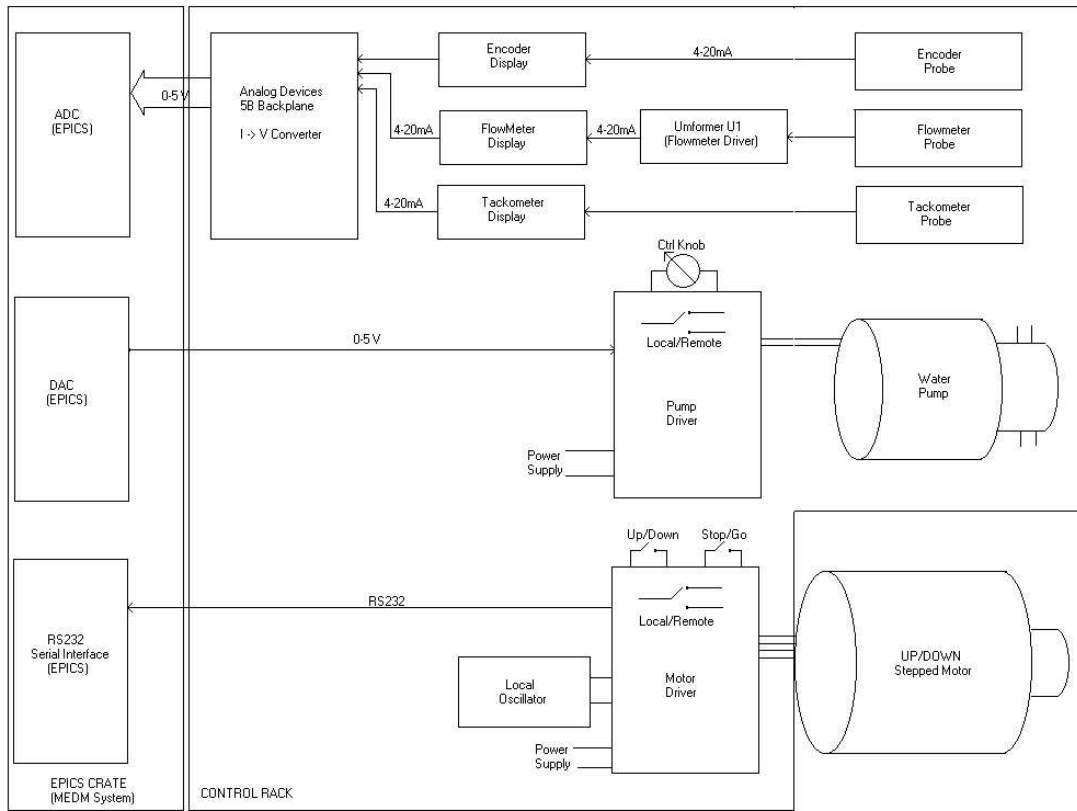 ADC
(EPICS)
0-5 V
Analog Devices
5B Backplane
I -> V Converter
Encoder
Display
4-20mA
Encoder
Probe
4-20mA
FlowMeter
Display
4-20mA
Umformer U1
(Flowmeter Driver)
Flowmeter
Probe
4-20mA
Tackometer
Display
Tackometer
Probe
Ctrl Knob
DAC
(EPICS)
0-5 V
Local/Remote
Pump
Driver
Power
Supply
Water
Pump
Up/Down
Stop/Go
RS232
Serial Interface
(EPICS)
RS232
Local/Remote
Motor
Driver
Local
Oscillator
Power
Supply
UP/DOWN
Stepped Motor
EPICS CRATE
(MEDM System)
CONTROL RACK